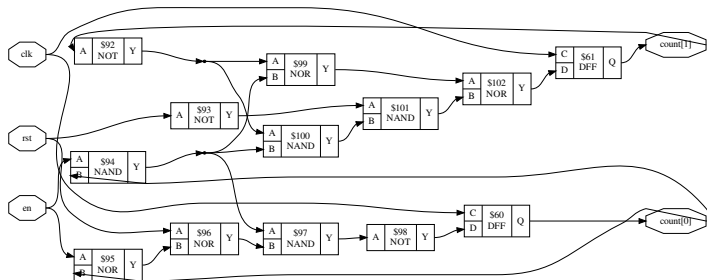 clk
rst
en
A $92 NOT Y
A $93 NOT Y
A B $94 NAND Y
A B $95 NOR Y
A B $96 NOR Y
A B $99 NOR Y
A B $100 NAND Y
A B $97 NAND Y
A B $101 NAND Y
A $98 NOT Y
A B $102 NOR Y
C D $60 DFF Q
C D $61 DFF Q
count[1]
count[0]